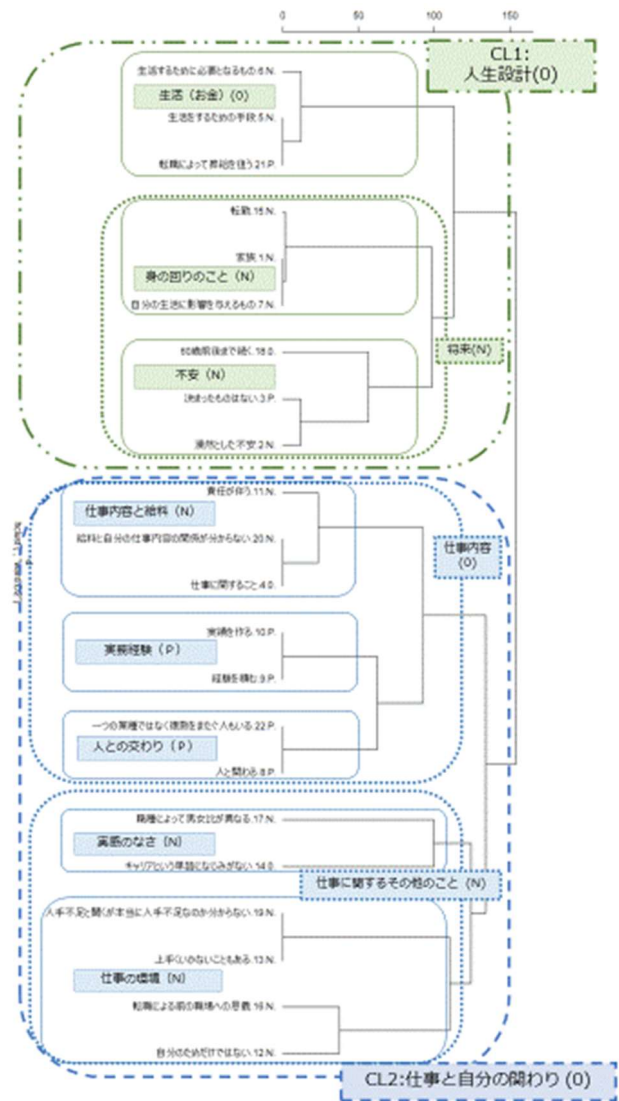 0 50 100 150
CL1:
人生設計(0)
生活するために必要となるもの.6.N.
生活（お金）(0)
生活をするための手段.5.N.
転職によって昇給を狙う.21.P.
転勤.15.N.
家族.1.N.
身の回りのこと（N）
自分の生活に影響を与えるもの.7.N.
将来(N)
60歳前後まで続く.18.0.
不安（N）
決まったものはない.3.P.
漠然とした不安.2.N.
責任が伴う.11.N.
仕事内容と給料（N）
給料と自分の仕事内容の関係が分からない.20.N.
仕事内容
(0)
仕事に関すること.4.0.
実績を作る.10.P.
実務経験（P）
経験を積む.9.P.
一つの業種ではなく複数をまたぐ人もいる.22.P.
人との交わり（P）
人と関わる.8.P.
職種によって男女比が異なる.17.N.
実感のなさ（N）
キャリアという単語になじみがない.14.0.
仕事に関するその他のこと（N）
人手不足と聞くが本当に人手不足なのか分からない.19.N.
上手くいかないこともある.13.N.
仕事の環境（N）
転職による前の職場への恩義.16.N.
自分のためだけではない.12.N.
CL2:仕事と自分の関わり(0)